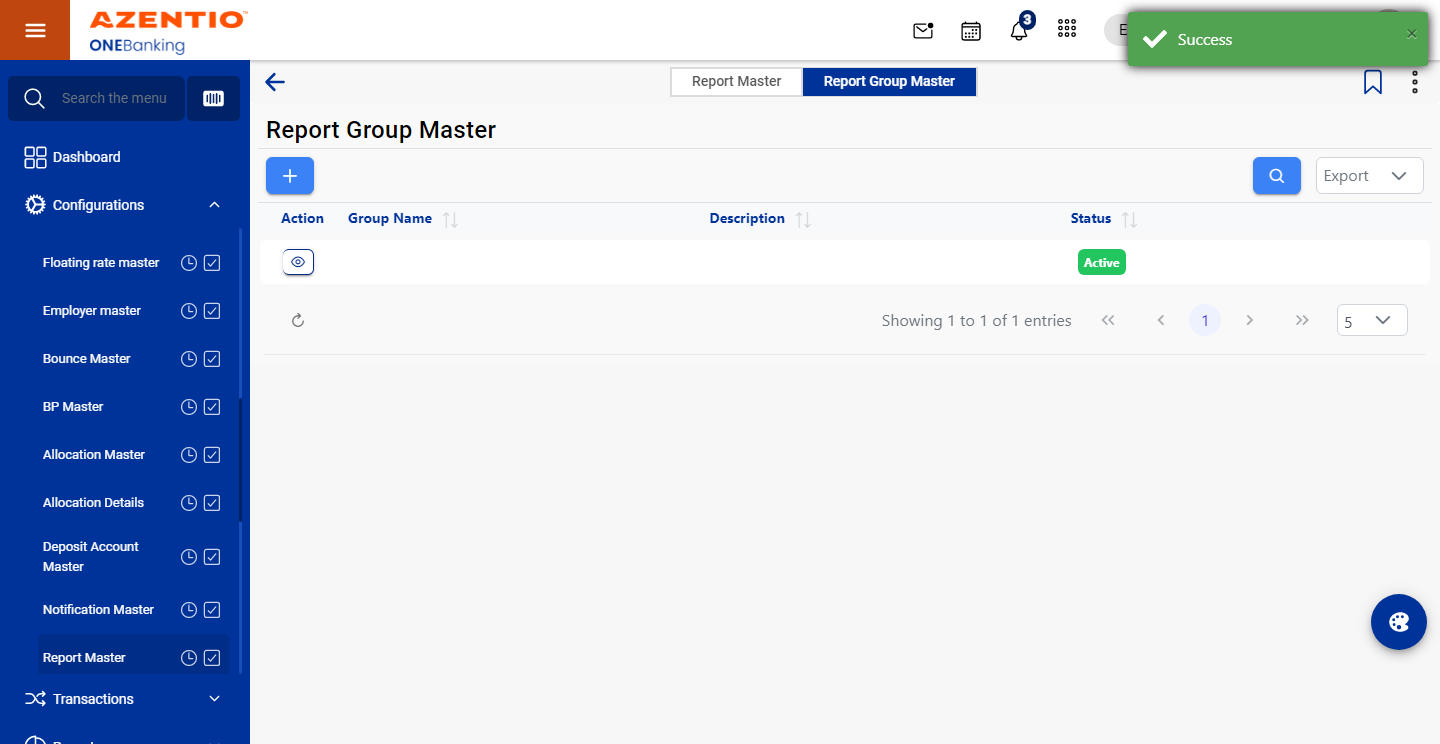 AZENTIO™
ONEBanking
3
E
Success
Search the menu
Report Master
Report Group Master
Dashboard
Report Group Master
Configurations
Export
Action
Group Name
Description
Status
Floating rate master
Active
Employer master
Showing 1 to 1 of 1 entries
1
5
Bounce Master
BP Master
Allocation Master
Allocation Details
Deposit Account
Master
Notification Master
Report Master
Transactions